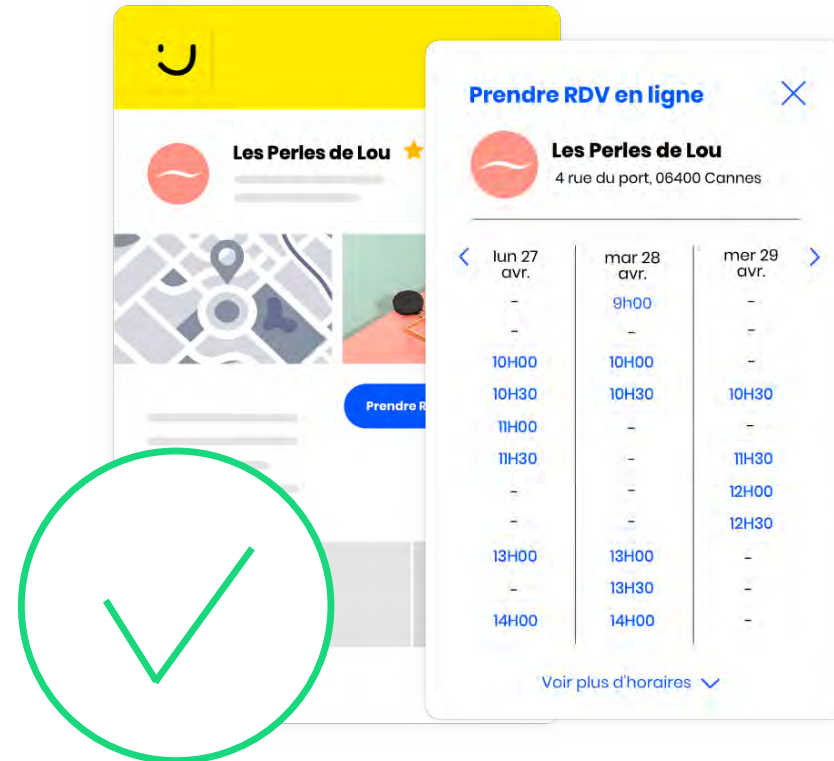 Les Perles de Lou
Prendre R
Prendre RDV en ligne
Les Perles de Lou
4 rue du port, 06400 Cannes
lun 27 avr. mar 28 avr. mer 29 avr.
- 9h00 -
- - -
10H00 10H00 -
10H30 10H30 10H30
11H00 - -
11H30 - 11H30
- - 12H00
- - 12H30
13H00 13H00 -
- 13H30 -
14H00 14H00 -
Voir plus d'horaires